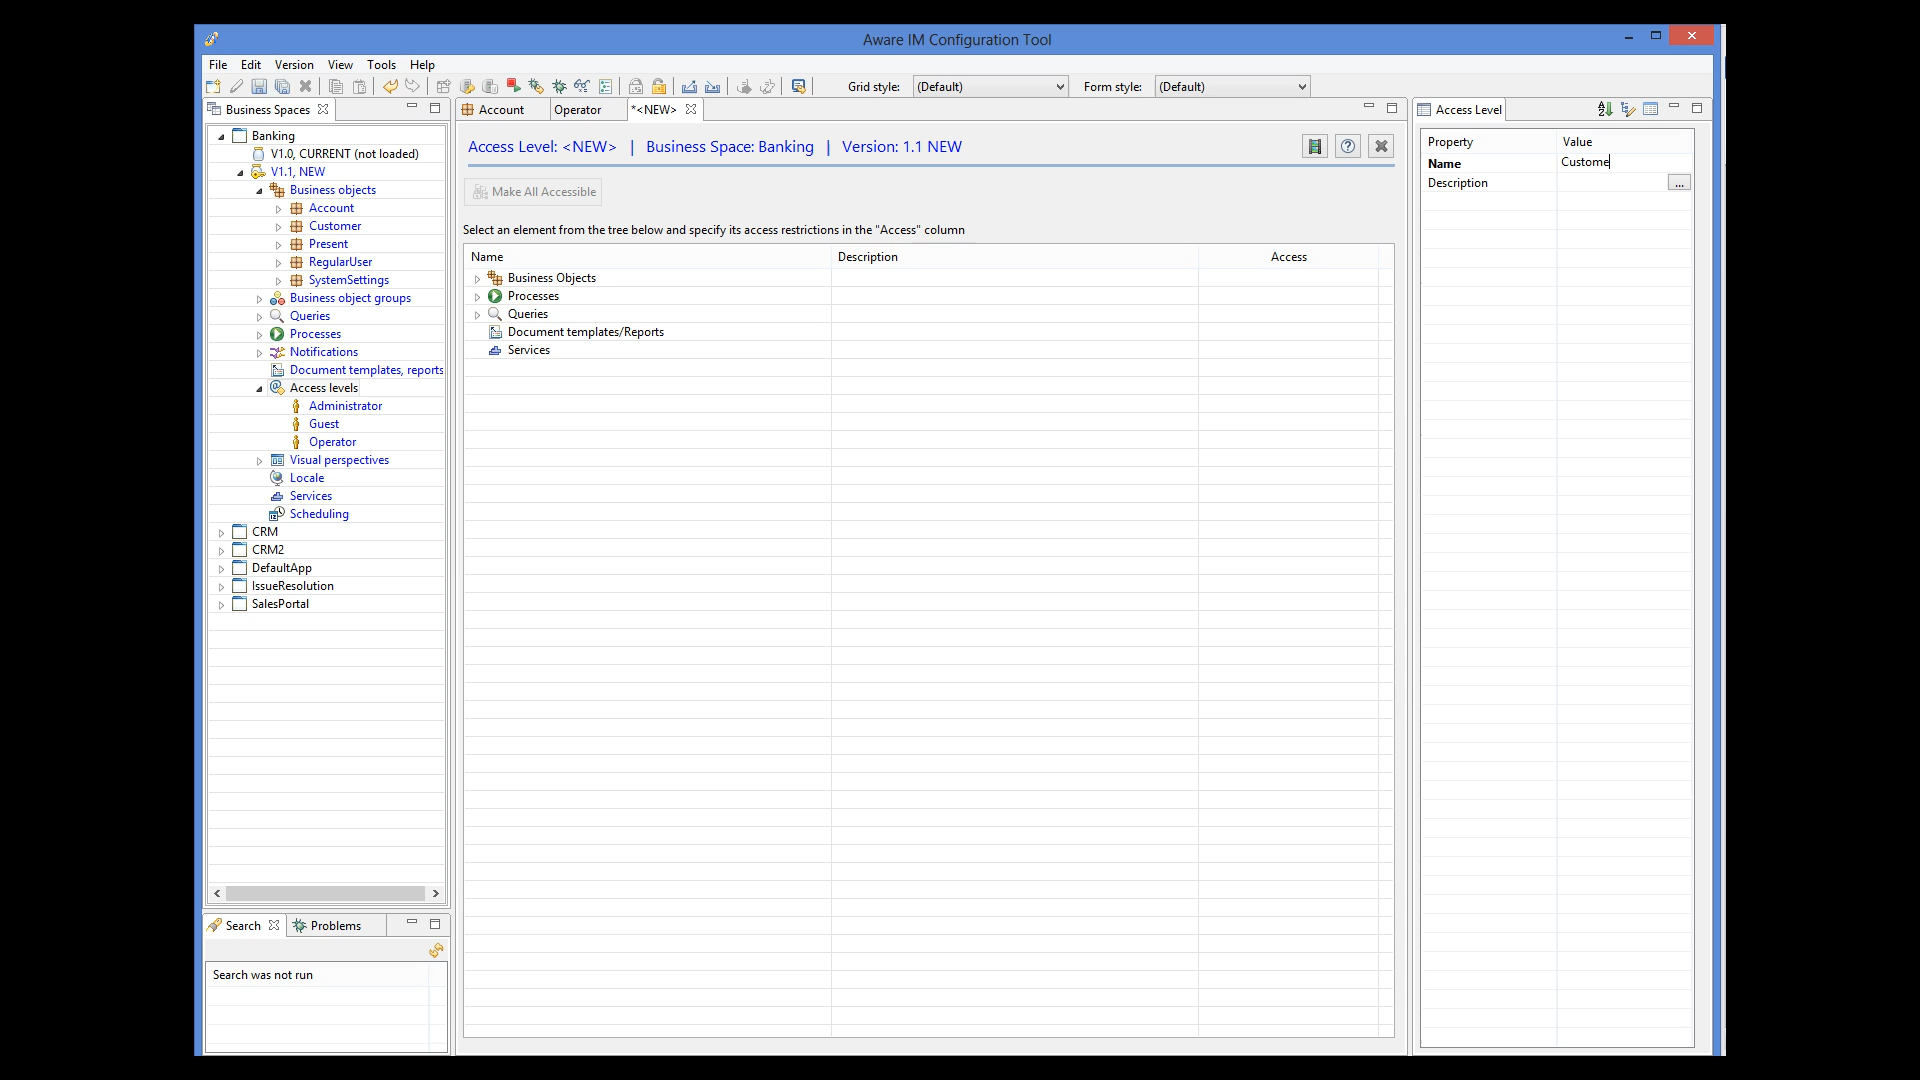 Aware IM Configuration Tool
File Edit Version View Tools Help
Grid style: (Default) Form style: (Default)
Business Spaces
Account Operator *<NEW>
Access Level
Banking
V1.0, CURRENT (not loaded)
V1.1, NEW
Business objects
Account
Customer
Present
RegularUser
SystemSettings
Business object groups
Queries
Processes
Notifications
Document templates, reports
Access levels
Administrator
Guest
Operator
Visual perspectives
Locale
Services
Scheduling
CRM
CRM2
DefaultApp
IssueResolution
SalesPortal
Search Problems
Search was not run
Access Level: <NEW> | Business Space: Banking | Version: 1.1 NEW
Make All Accessible
Select an element from the tree below and specify its access restrictions in the "Access" column
Name Description Access
Business Objects
Processes
Queries
Document templates/Reports
Services
Property Value
Name Custome
Description ...